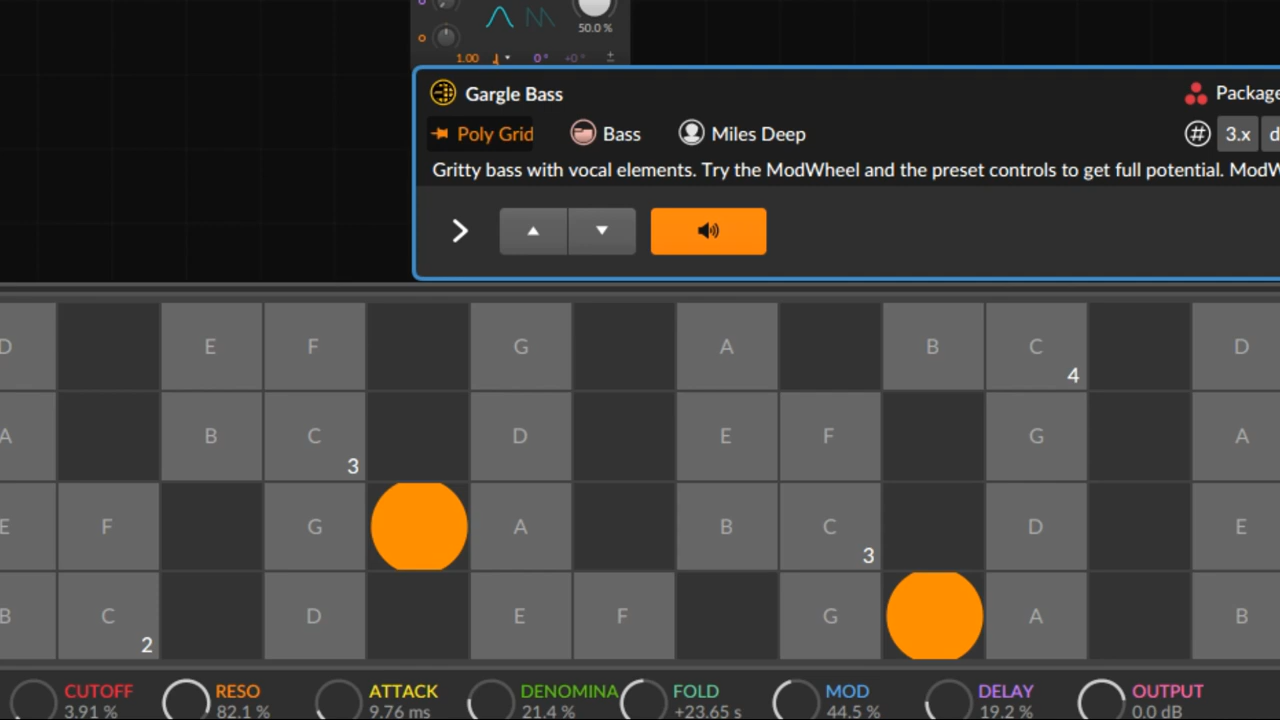 50.0 %
1.00 0° +0° ±
Gargle Bass Package
Poly Grid Bass Miles Deep # 3.x d
Gritty bass with vocal elements. Try the ModWheel and the preset controls to get full potential. ModW
D E F G A B C 4 D
A B C 3 D E F G A
E F G A B C 3 D E
B C 2 D E F G A B
CUTOFF RESO ATTACK DENOMINA FOLD MOD DELAY OUTPUT
3.91 % 82.1 % 9.76 ms 21.4 % +23.65 s 44.5 % 19.2 % 0.0 dB